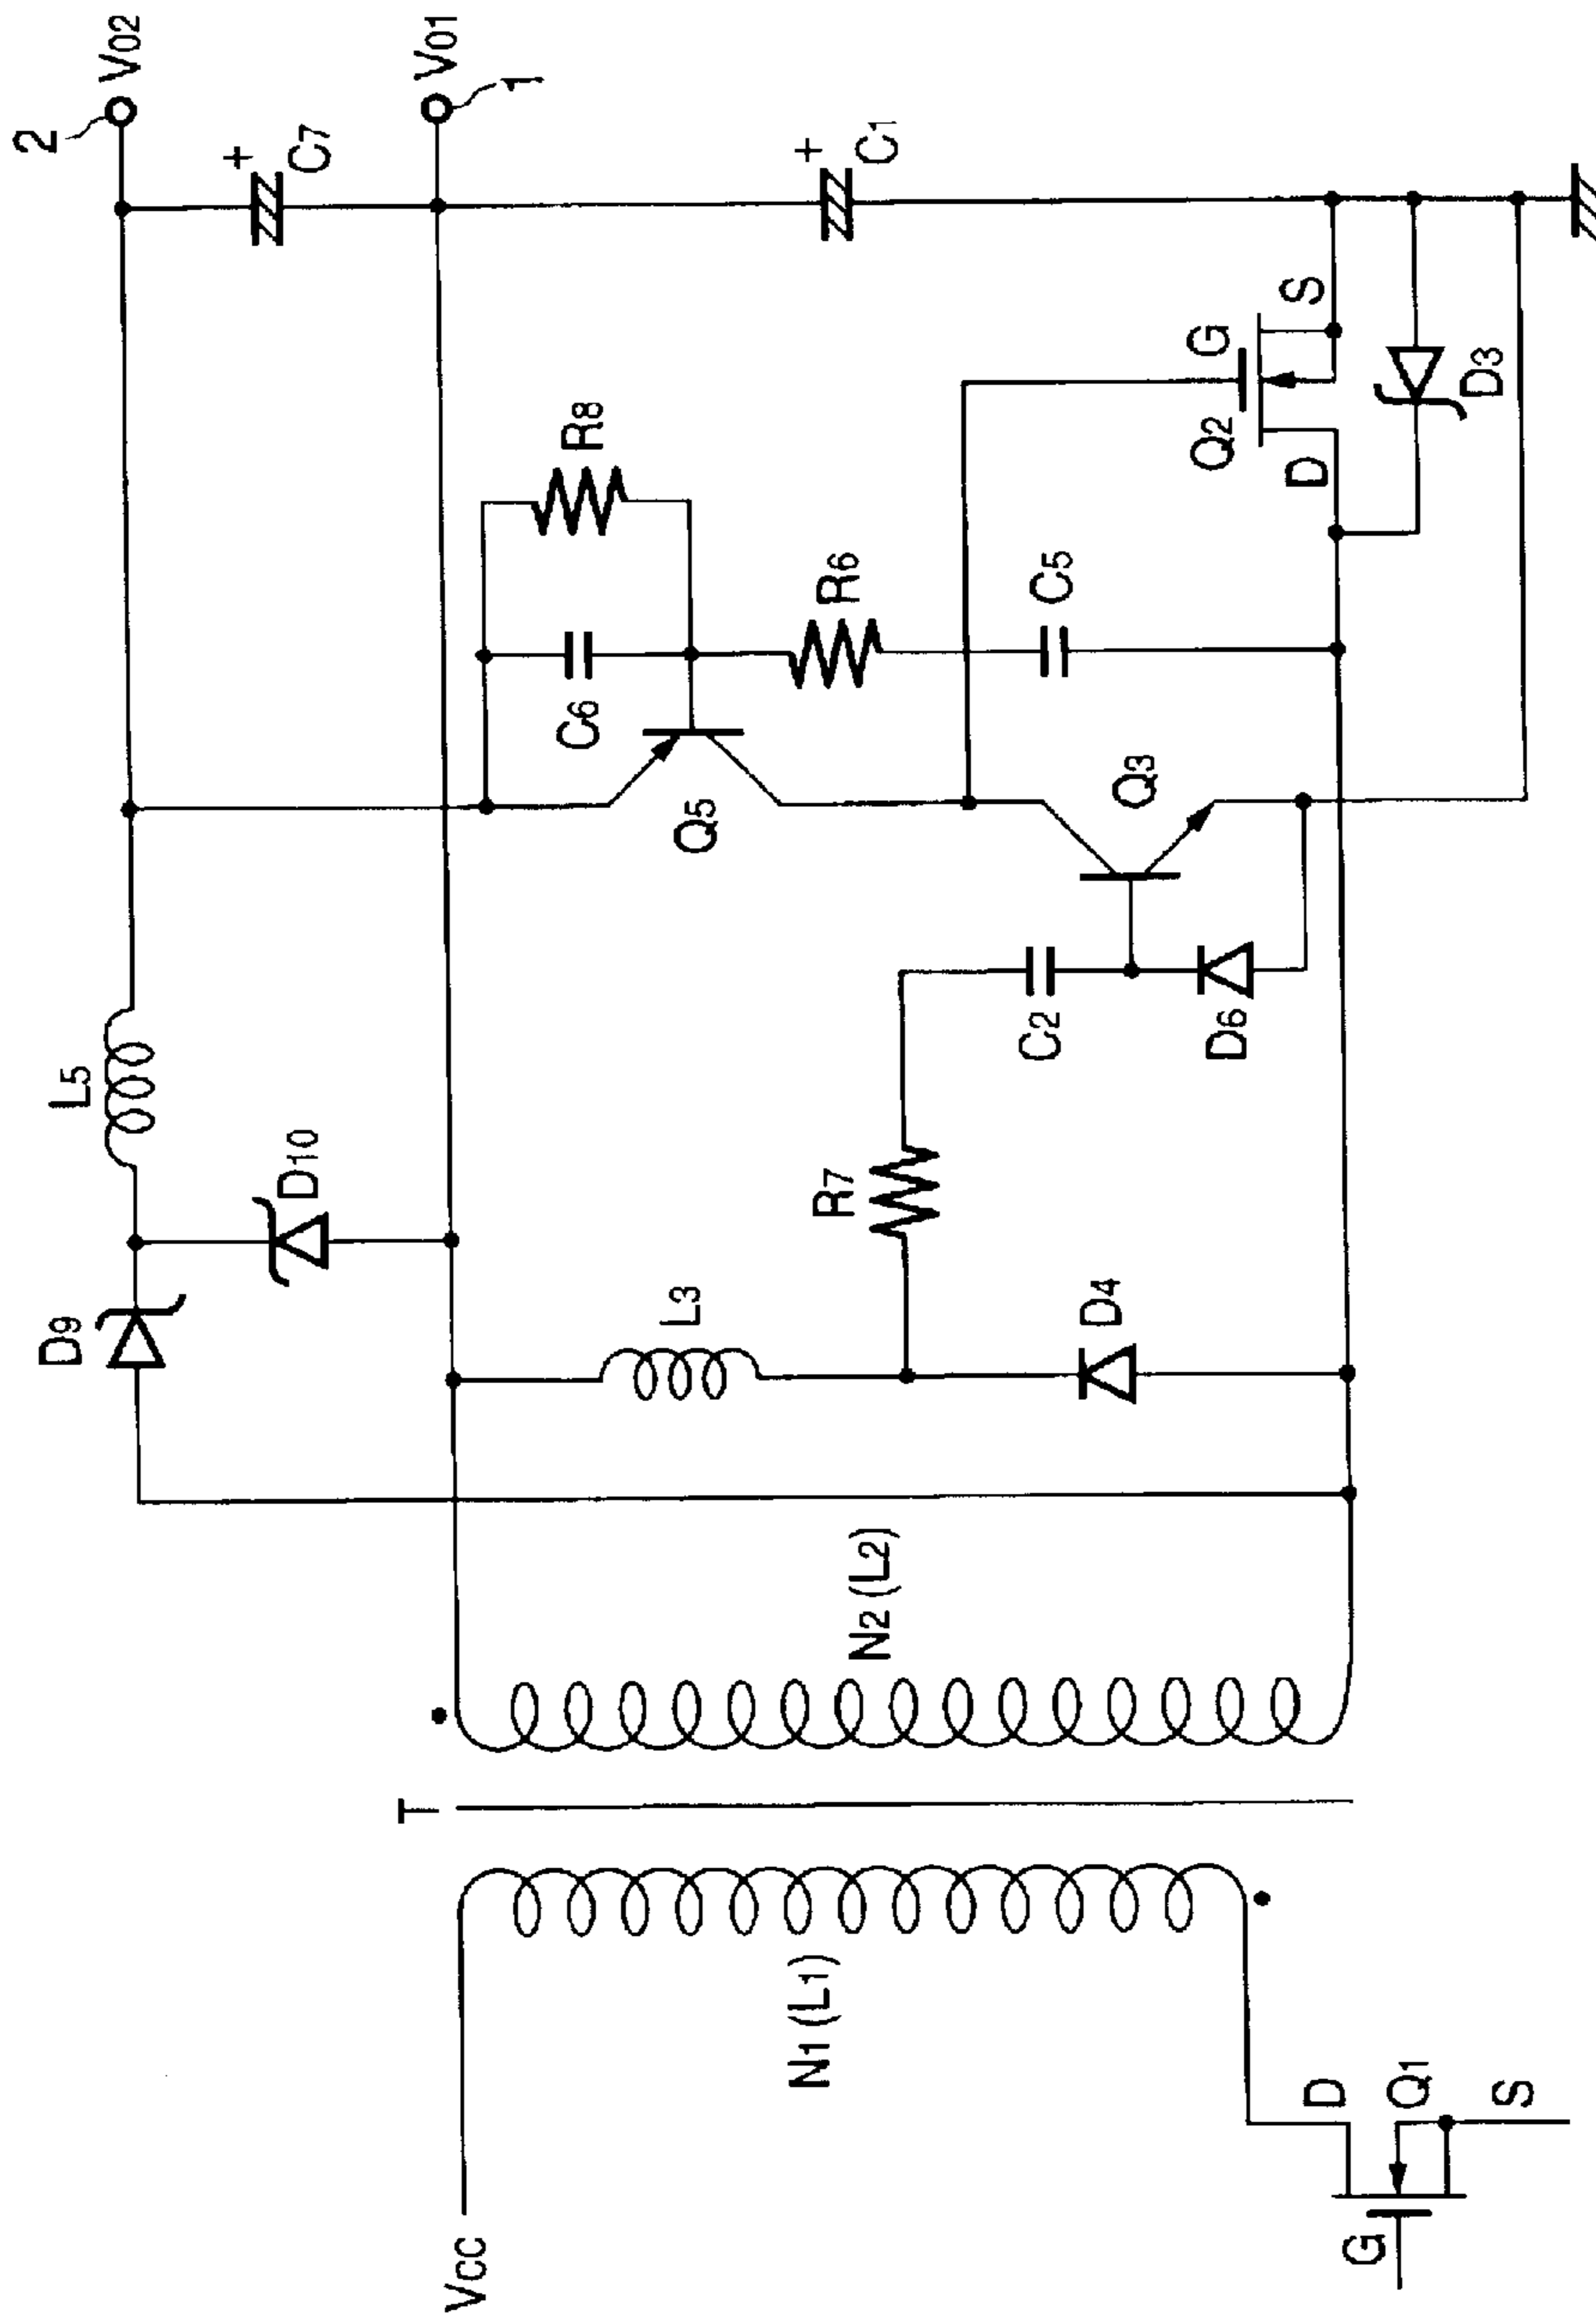 2
V02
+
C7
V01
1
+
C1
L5
D9
D10
R8
C6
Q5
R6
C5
G
Q2
S
D
D3
Q3
C2
D6
R7
L3
D4
T
N2 (L2)
N1 (L1)
VCC
D
Q1
G
S